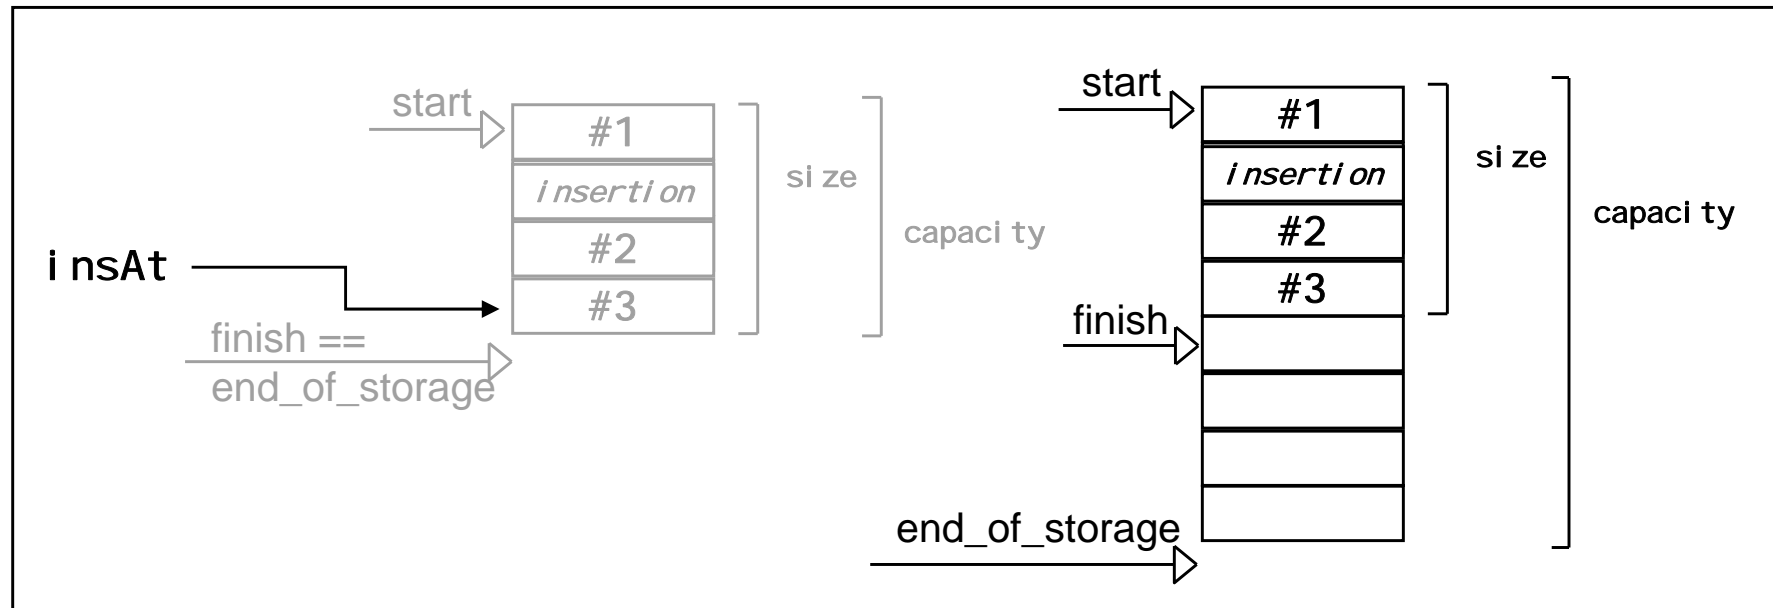 start
#1
insertion
#2
#3
size
capacity
insAt
finish ==
end_of_storage
start
#1
insertion
#2
#3
size
capacity
finish
end_of_storage